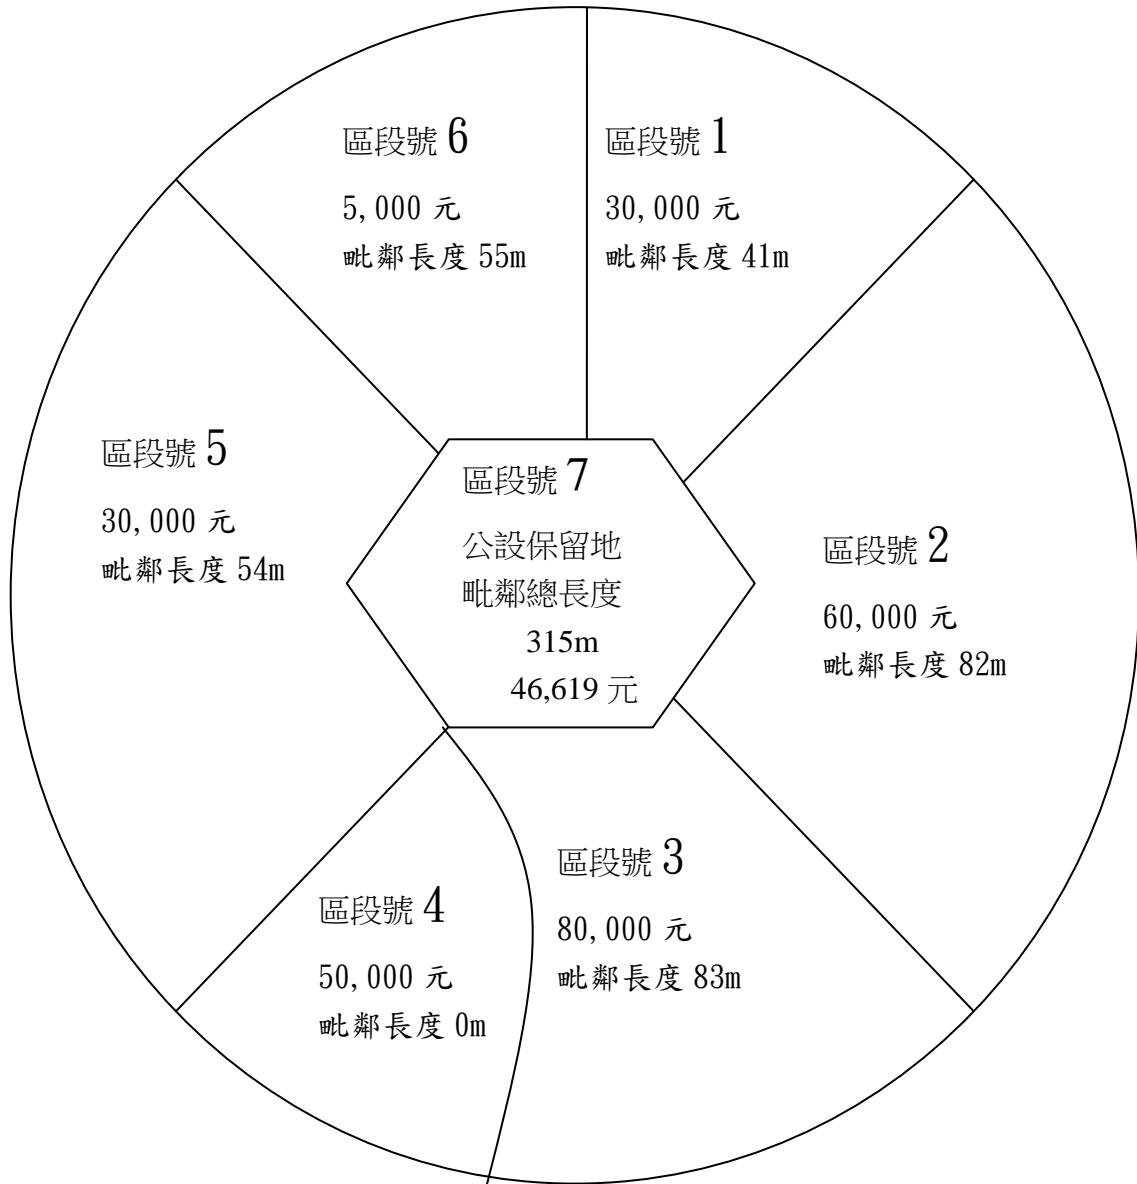 區段號 6
5,000 元
毗鄰長度 55m
區段號 1
30,000 元
毗鄰長度 41m
區段號 5
30,000 元
毗鄰長度 54m
區段號 7
公設保留地
毗鄰總長度
315m
46,619 元
區段號 2
60,000 元
毗鄰長度 82m
區段號 4
50,000 元
毗鄰長度 0m
區段號 3
80,000 元
毗鄰長度 83m